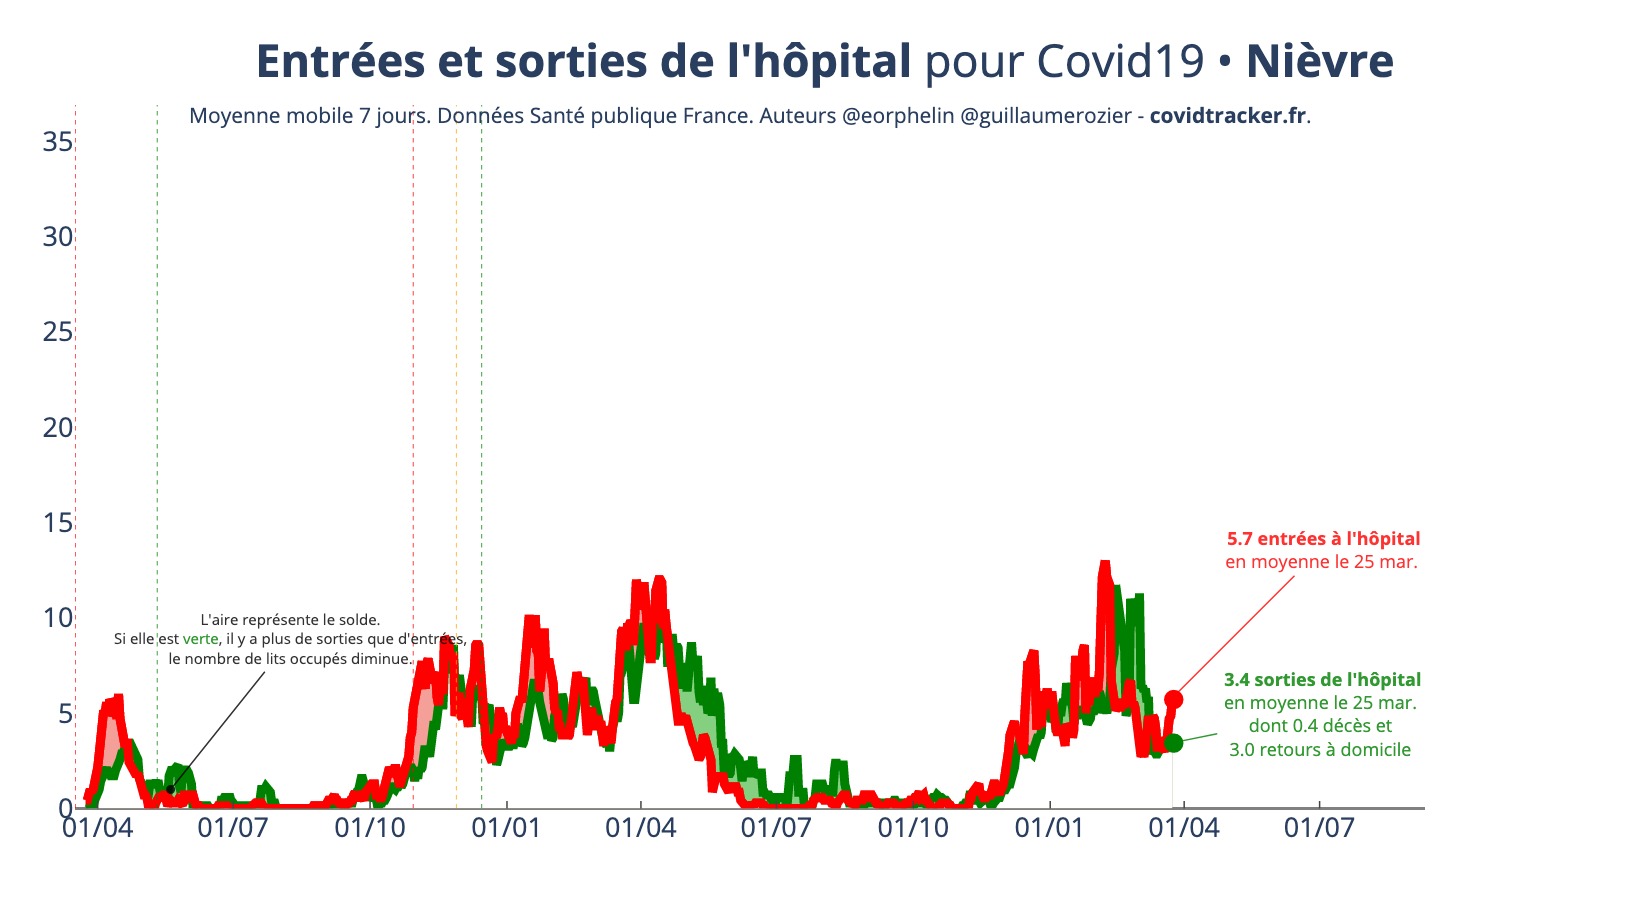 Entrées et sorties de l'hôpital pour Covid19 • Nièvre
Moyenne mobile 7 jours. Données Santé publique France. Auteurs @eorphelin @guillaumerozier - covidtracker.fr.
35
30
25
20
15
10
5
0
5.7 entrées à l'hôpital
en moyenne le 25 mar.
L'aire représente le solde.
Si elle est verte, il y a plus de sorties que d'entrées,
le nombre de lits occupés diminue.
3.4 sorties de l'hôpital
en moyenne le 25 mar.
dont 0.4 décès et
3.0 retours à domicile
01/04 01/07 01/10 01/01 01/04 01/07 01/10 01/01 01/04 01/07